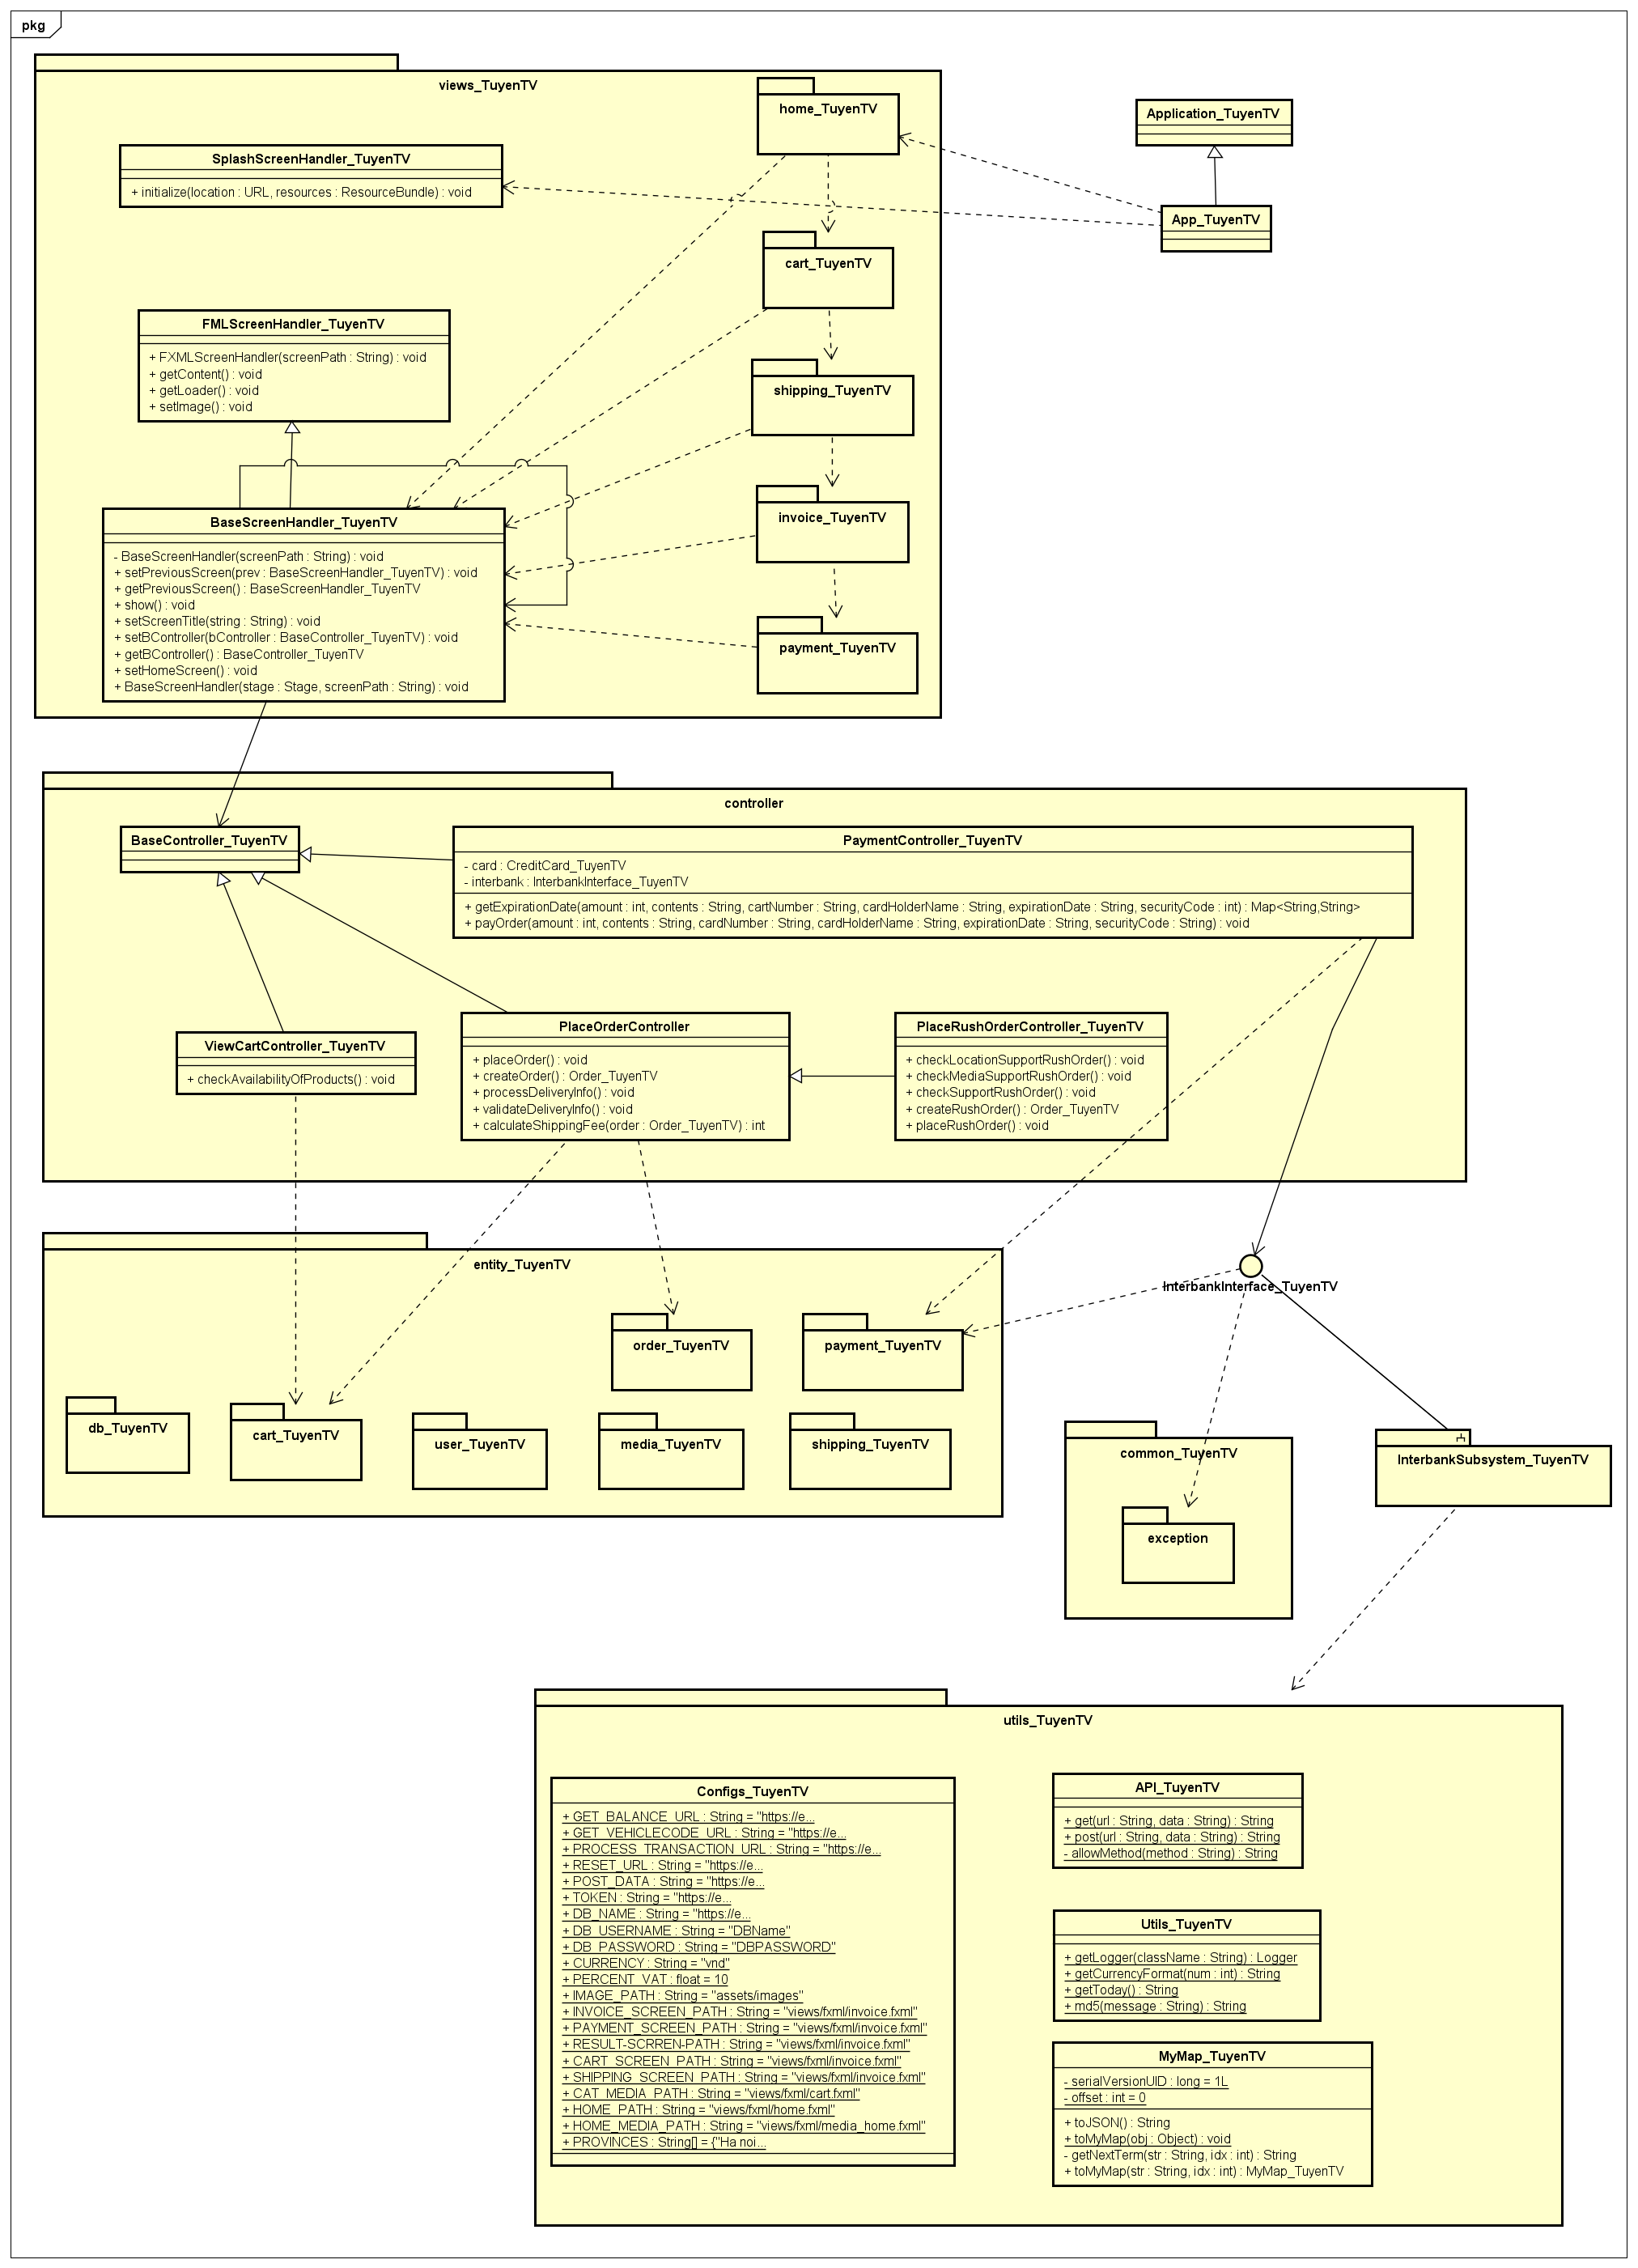 pkg
views_TuyenTV
home_TuyenTV
Application_TuyenTV
SplashScreenHandler_TuyenTV
+ initialize(location : URL, resources : ResourceBundle) : void
App_TuyenTV
cart_TuyenTV
FMLScreenHandler_TuyenTV
+ FXMLScreenHandler(screenPath : String) : void
+ getContent() : void
+ getLoader() : void
+ setImage() : void
shipping_TuyenTV
invoice_TuyenTV
BaseScreenHandler_TuyenTV
- BaseScreenHandler(screenPath : String) : void
+ setPreviousScreen(prev : BaseScreenHandler_TuyenTV) : void
+ getPreviousScreen() : BaseScreenHandler_TuyenTV
+ show() : void
+ setScreenTitle(string : String) : void
+ setBController(bController : BaseController_TuyenTV) : void
+ getBController() : BaseController_TuyenTV
+ setHomeScreen() : void
+ BaseScreenHandler(stage : Stage, screenPath : String) : void
payment_TuyenTV
controller
BaseController_TuyenTV
PaymentController_TuyenTV
- card : CreditCard_TuyenTV
- interbank : InterbankInterface_TuyenTV
+ getExpirationDate(amount : int, contents : String, cartNumber : String, cardHolderName : String, expirationDate : String, securityCode : int) : Map<String,String>
+ payOrder(amount : int, contents : String, cardNumber : String, cardHolderName : String, expirationDate : String, securityCode : String) : void
ViewCartController_TuyenTV
+ checkAvailabilityOfProducts() : void
PlaceOrderController
+ placeOrder() : void
+ createOrder() : Order_TuyenTV
+ processDeliveryInfo() : void
+ validateDeliveryInfo() : void
+ calculateShippingFee(order : Order_TuyenTV) : int
PlaceRushOrderController_TuyenTV
+ checkLocationSupportRushOrder() : void
+ checkMediaSupportRushOrder() : void
+ checkSupportRushOrder() : void
+ createRushOrder() : Order_TuyenTV
+ placeRushOrder() : void
entity_TuyenTV
InterbankInterface_TuyenTV
order_TuyenTV
payment_TuyenTV
db_TuyenTV
cart_TuyenTV
user_TuyenTV
media_TuyenTV
shipping_TuyenTV
common_TuyenTV
exception
InterbankSubsystem_TuyenTV
utils_TuyenTV
Configs_TuyenTV
+ GET_BALANCE_URL : String = "https://e...
+ GET_VEHICLECODE_URL : String = "https://e...
+ PROCESS_TRANSACTION_URL : String = "https://e...
+ RESET_URL : String = "https://e...
+ POST_DATA : String = "https://e...
+ TOKEN : String = "https://e...
+ DB_NAME : String = "https://e...
+ DB_USERNAME : String = "DBName"
+ DB_PASSWORD : String = "DBPASSWORD"
+ CURRENCY : String = "vnd"
+ PERCENT_VAT : float = 10
+ IMAGE_PATH : String = "assets/images"
+ INVOICE_SCREEN_PATH : String = "views/fxml/invoice.fxml"
+ PAYMENT_SCREEN_PATH : String = "views/fxml/invoice.fxml"
+ RESULT-SCRREN-PATH : String = "views/fxml/invoice.fxml"
+ CART_SCREEN_PATH : String = "views/fxml/invoice.fxml"
+ SHIPPING_SCREEN_PATH : String = "views/fxml/invoice.fxml"
+ CAT_MEDIA_PATH : String = "views/fxml/cart.fxml"
+ HOME_PATH : String = "views/fxml/home.fxml"
+ HOME_MEDIA_PATH : String = "views/fxml/media_home.fxml"
+ PROVINCES : String[] = {"Ha noi...
API_TuyenTV
+ get(url : String, data : String) : String
+ post(url : String, data : String) : String
- allowMethod(method : String) : String
Utils_TuyenTV
+ getLogger(className : String) : Logger
+ getCurrencyFormat(num : int) : String
+ getToday() : String
+ md5(message : String) : String
MyMap_TuyenTV
- serialVersionUID : long = 1L
- offset : int = 0
+ toJSON() : String
+ toMyMap(obj : Object) : void
- getNextTerm(str : String, idx : int) : String
+ toMyMap(str : String, idx : int) : MyMap_TuyenTV